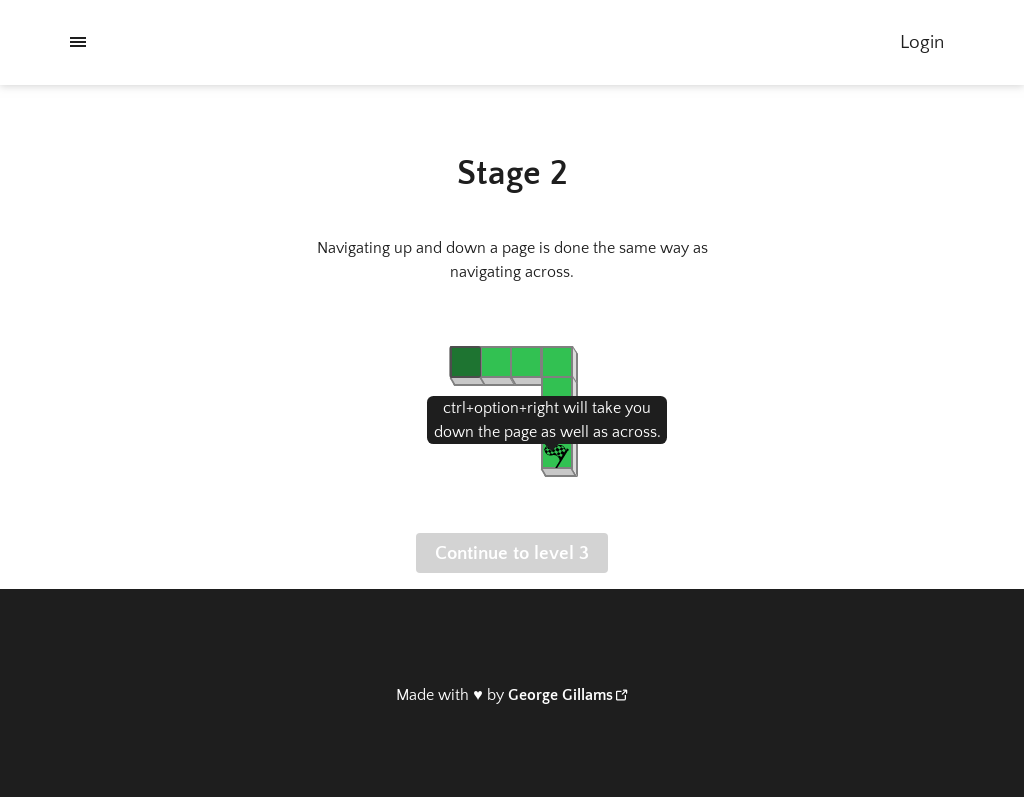 Login
Stage 2
Navigating up and down a page is done the same way as
navigating across.
ctrl+option+right will take you
down the page as well as across.
Continue to level 3
Made with ♥ by George Gillams